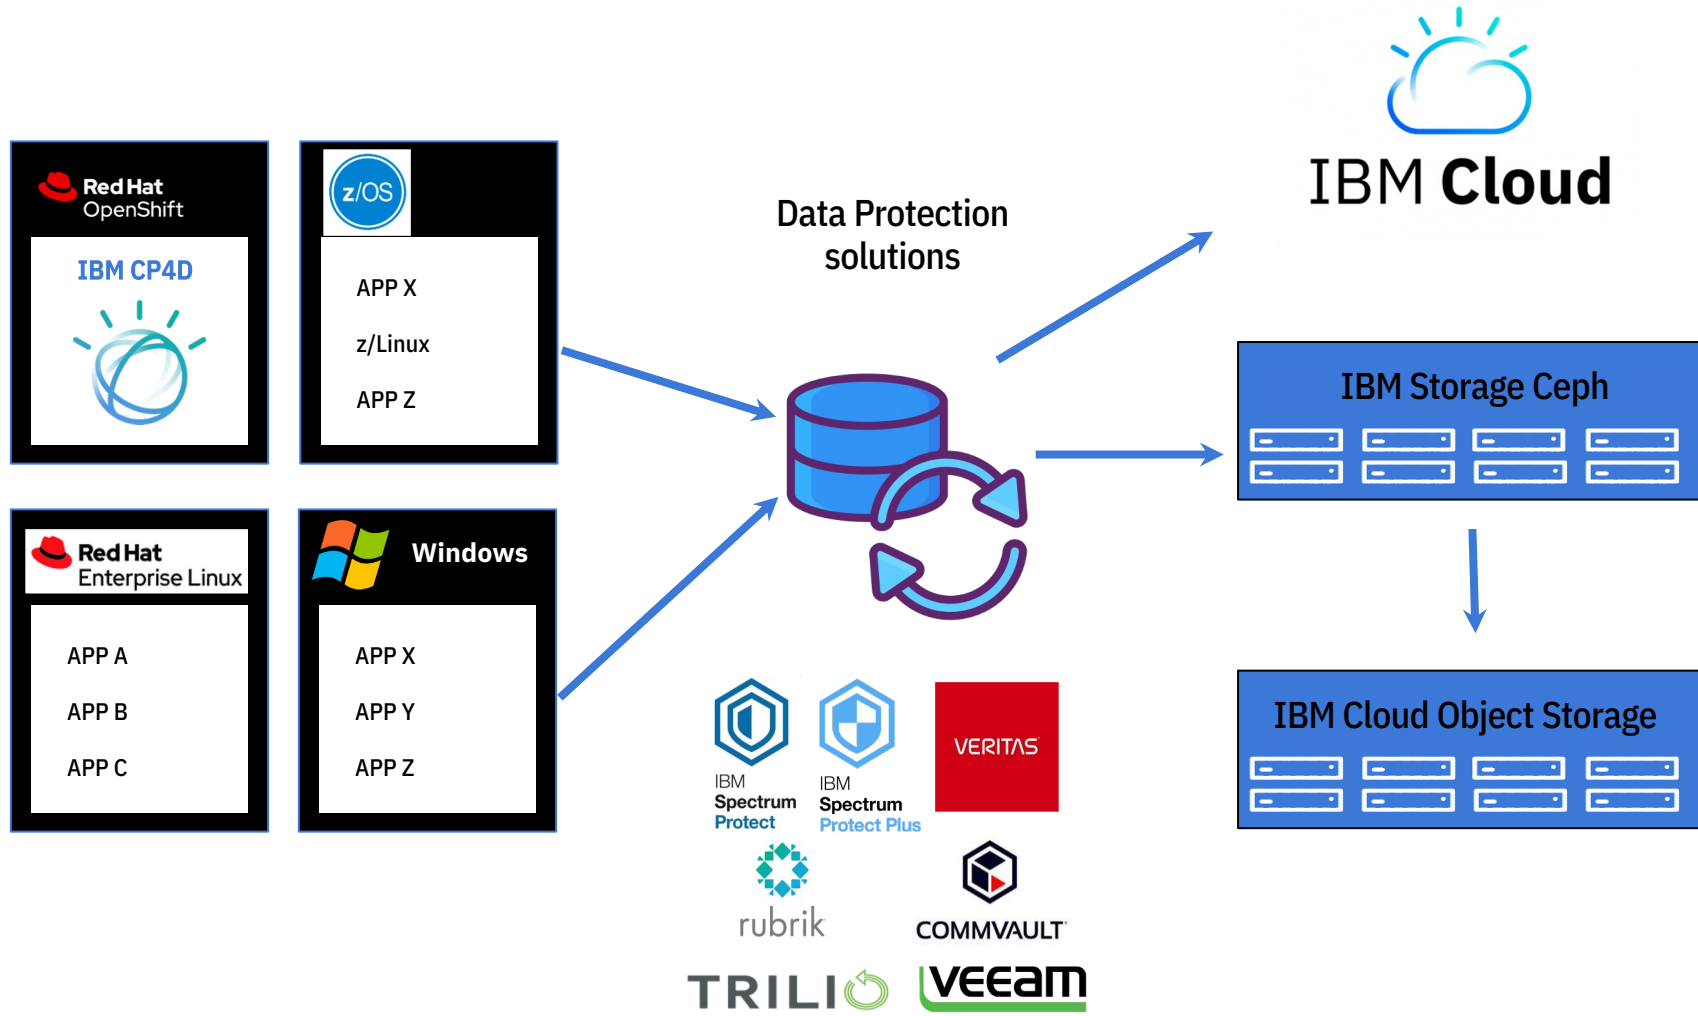 Red Hat
OpenShift
IBM CP4D
z/OS
APP X
z/Linux
APP Z
Red Hat
Enterprise Linux
APP A
APP B
APP C
Windows
APP X
APP Y
APP Z
Data Protection
solutions
IBM
Spectrum
Protect
IBM
Spectrum
Protect Plus
VERITAS
rubrik
COMMVAULT
TRILIO
veeam
IBM Cloud
IBM Storage Ceph
IBM Cloud Object Storage